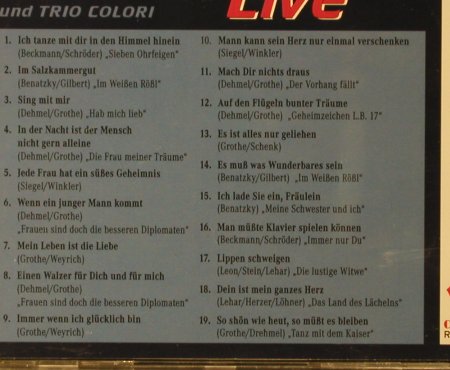 und TRIO COLORI
Live
1. Ich tanze mit dir in den Himmel hinein
(Beckmann/Schröder) „Sieben Ohrfeigen"
2. Im Salzkammergut
(Benatzky/Gilbert) „Im Weißen Rößl"
3. Sing mit mir
(Dehmel/Grothe) „Hab mich lieb"
4. In der Nacht ist der Mensch
nicht gern alleine
(Dehmel/Grothe) „Die Frau meiner Träume"
5. Jede Frau hat ein süßes Geheimnis
(Siegel/Winkler)
6. Wenn ein junger Mann kommt
(Dehmel/Grothe)
„Frauen sind doch die besseren Diplomaten"
7. Mein Leben ist die Liebe
(Grothe/Weyrich)
8. Einen Walzer für Dich und für mich
(Dehmel/Grothe)
„Frauen sind doch die besseren Diplomaten"
9. Immer wenn ich glücklich bin
(Grothe/Weyrich)
10. Mann kann sein Herz nur einmal verschenken
(Siegel/Winkler)
11. Mach Dir nichts draus
(Dehmel/Grothe) „Der Vorhang fällt"
12. Auf den Flügeln bunter Träume
(Dehmel/Grothe) „Geheimzeichen L.B. 17"
13. Es ist alles nur geliehen
(Grothe/Schenk)
14. Es muß was Wunderbares sein
(Benatzky/Gilbert) „Im Weißen Rößl"
15. Ich lade Sie ein, Fräulein
(Benatzky) „Meine Schwester und ich"
16. Man müßte Klavier spielen können
(Beckmann/Schröder) „Immer nur Du"
17. Lippen schweigen
(Leon/Stein/Lehar) „Die lustige Witwe"
18. Dein ist mein ganzes Herz
(Lehar/Herzer/Löhner) „Das Land des Lächelns"
19. So schön wie heut, so müßt es bleiben
(Grothe/Drehmel) „Tanz mit dem Kaiser"